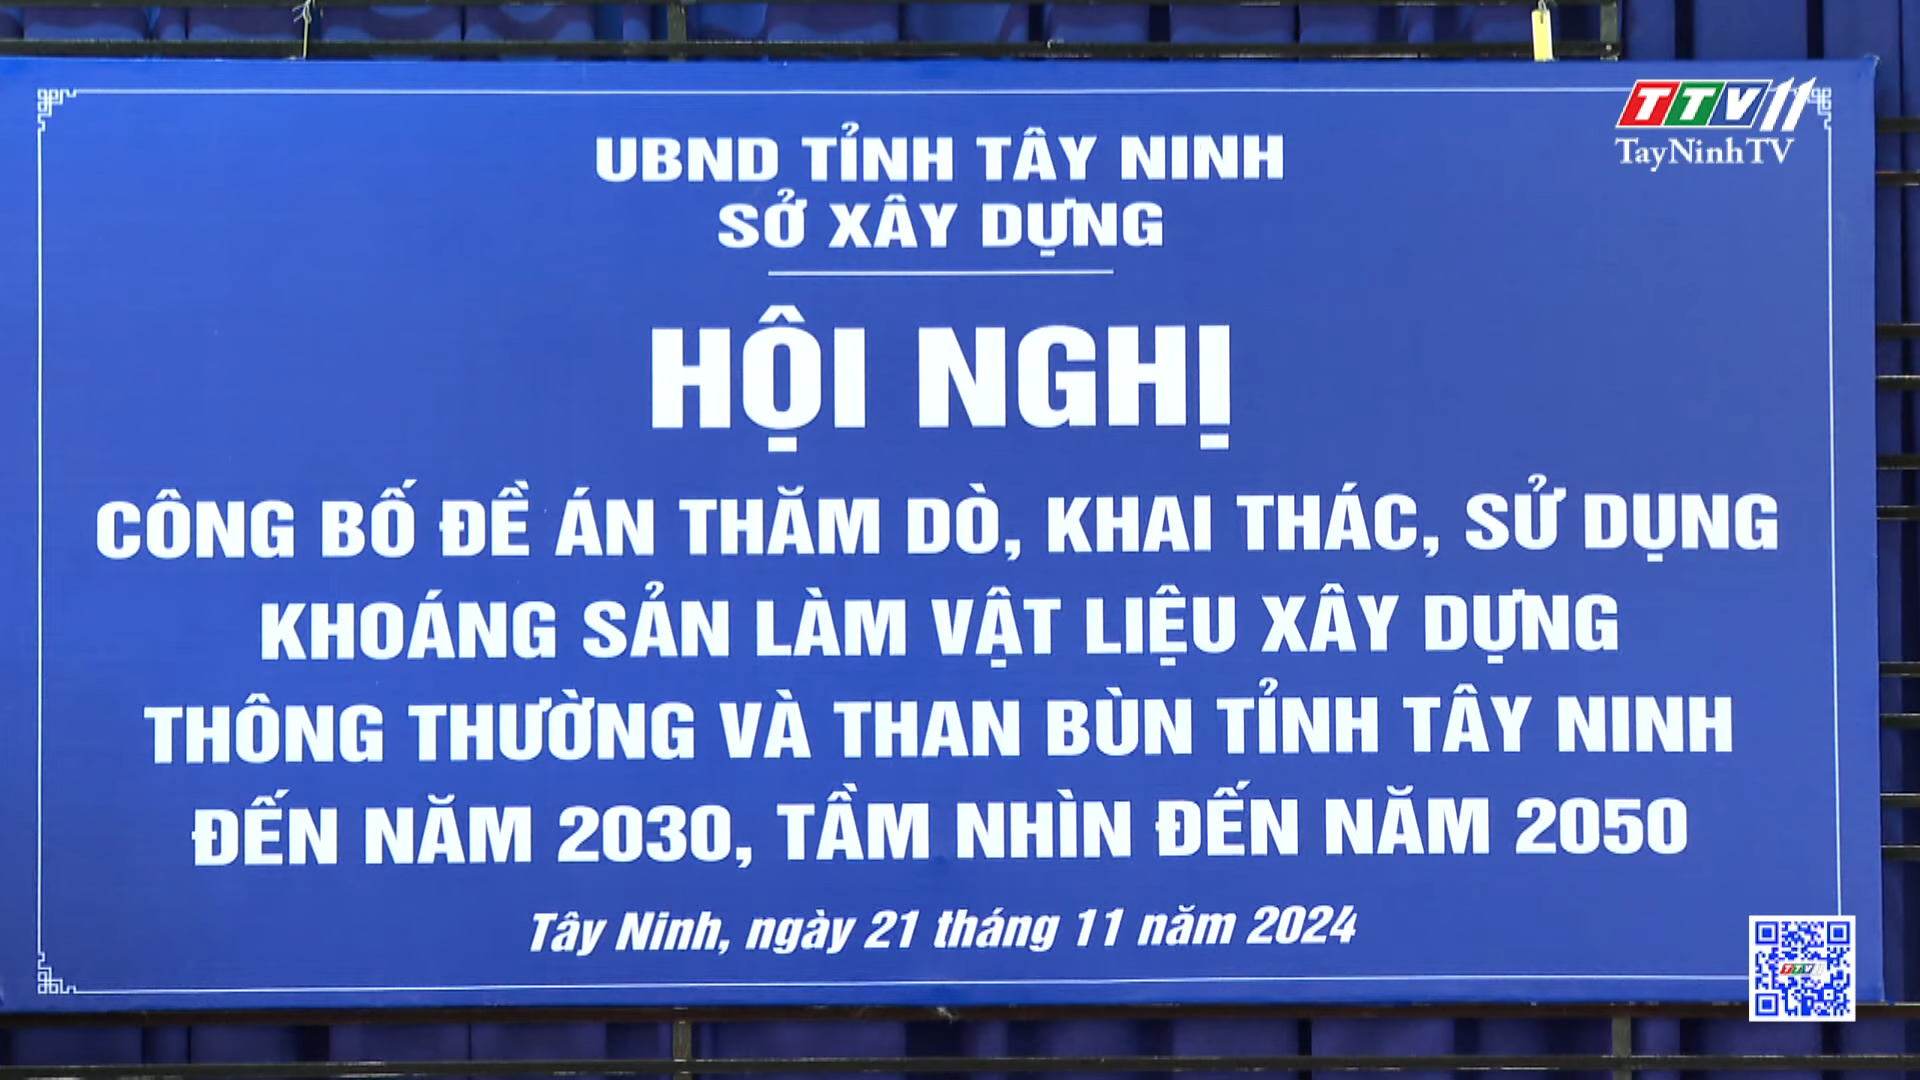 TTV11
TayNinhTV
UBND TỈNH TÂY NINH
SỞ XÂY DỰNG
HỘI NGHỊ
CÔNG BỐ ĐỀ ÁN THĂM DÒ, KHAI THÁC, SỬ DỤNG
KHOÁNG SẢN LÀM VẬT LIỆU XÂY DỰNG
THÔNG THƯỜNG VÀ THAN BÙN TỈNH TÂY NINH
ĐẾN NĂM 2030, TẦM NHÌN ĐẾN NĂM 2050
Tây Ninh, ngày 21 tháng 11 năm 2024
TTV11